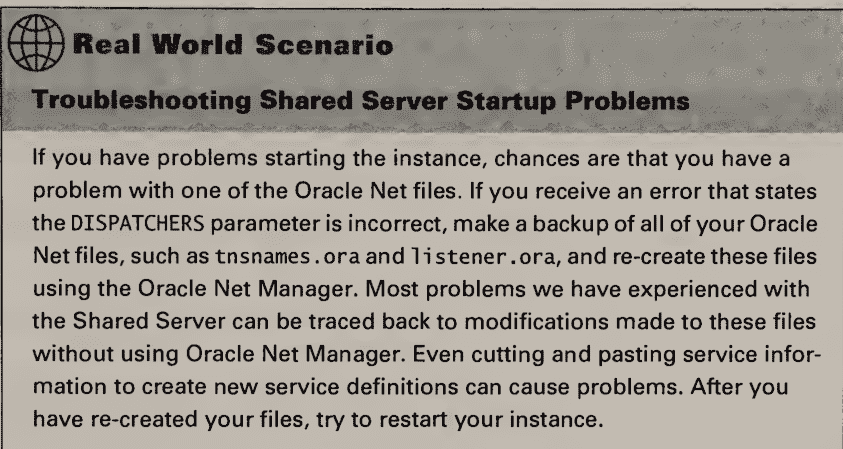 Real World Scenario
Troubleshooting Shared Server Startup Problems
If you have problems starting the instance, chances are that you have a
problem with one of the Oracle Net files. If you receive an error that states
the DISPATCHERS parameter is incorrect, make a backup of all of your Oracle
Net files, such as tnsnames.ora and listener.ora, and re-create these files
using the Oracle Net Manager. Most problems we have experienced with
the Shared Server can be traced back to modifications made to these files
without using Oracle Net Manager. Even cutting and pasting service infor-
mation to create new service definitions can cause problems. After you
have re-created your files, try to restart your instance.